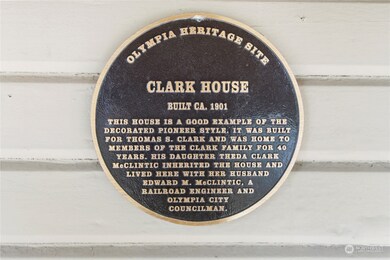 OLYMPIA HERITAGE SITE
CLARK HOUSE
BUILT CA. 1901
THIS HOUSE IS A GOOD EXAMPLE OF THE
DECORATED PIONEER STYLE. IT WAS BUILT
FOR THOMAS S. CLARK AND WAS HOME TO
MEMBERS OF THE CLARK FAMILY FOR 40
YEARS. HIS DAUGHTER THEDA CLARK
McCLINTIC INHERITED THE HOUSE AND
LIVED HERE WITH HER HUSBAND
EDWARD M. McCLINTIC, A
RAILROAD ENGINEER AND
OLYMPIA CITY
COUNCILMAN.